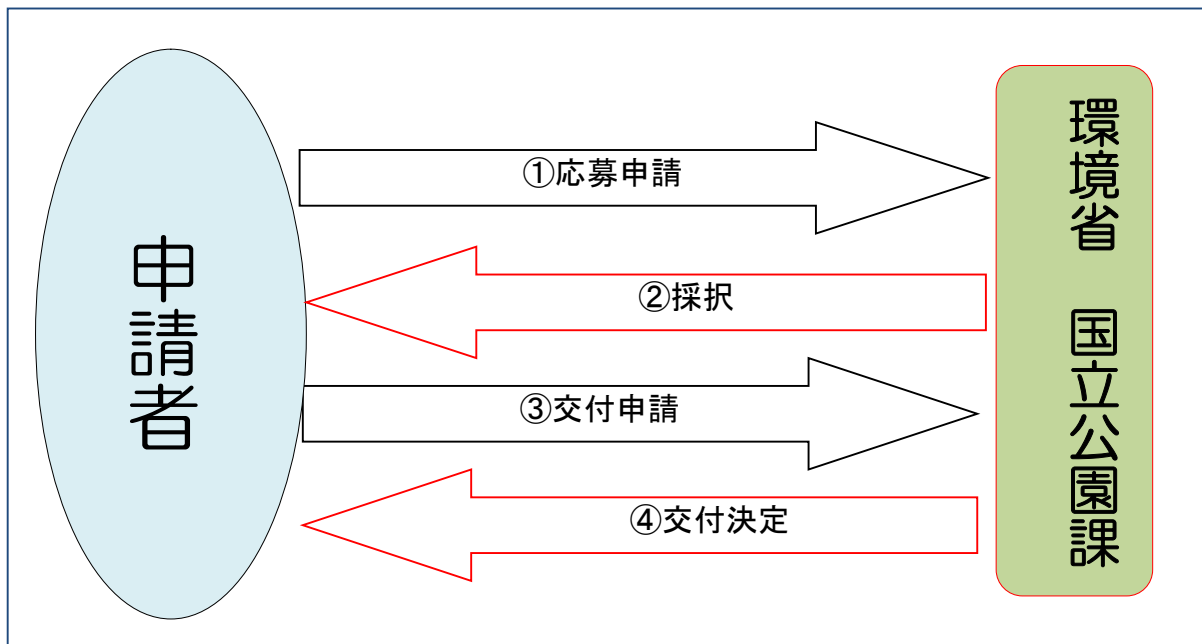 申請者
①応募申請
②採択
③交付申請
④交付決定
環境省 国立公園課